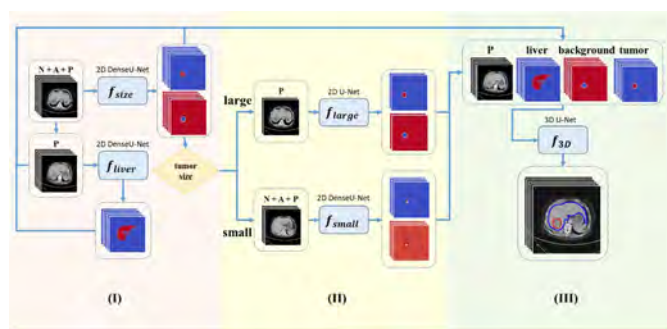 N + A + P
2D DenseU-Net
f_size
P
2D DenseU-Net
f_liver
tumor
size
(I)
large
P
2D U-Net
f_large
small
N + A + P
2D DenseU-Net
f_small
(II)
P liver background tumor
3D U-Net
f_3D
(III)